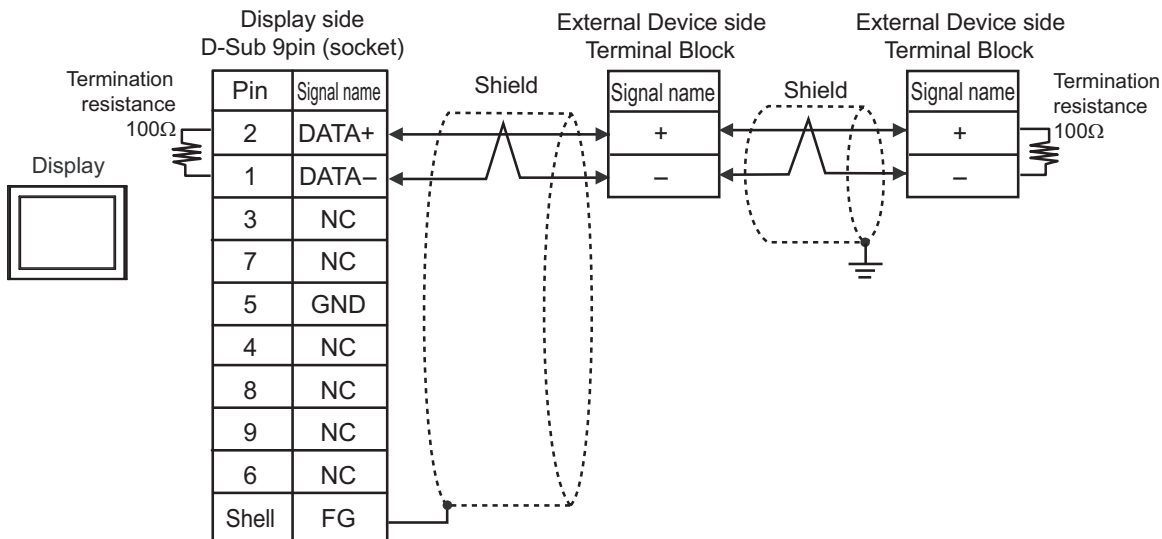 Display side
D-Sub 9pin (socket)
External Device side
Terminal Block
External Device side
Terminal Block
Termination
resistance
100Ω
Display
Pin Signal name
2 DATA+
1 DATA–
3 NC
7 NC
5 GND
4 NC
8 NC
9 NC
6 NC
Shell FG
Shield
Signal name
+
–
Shield
Signal name
+
–
Termination
resistance
100Ω